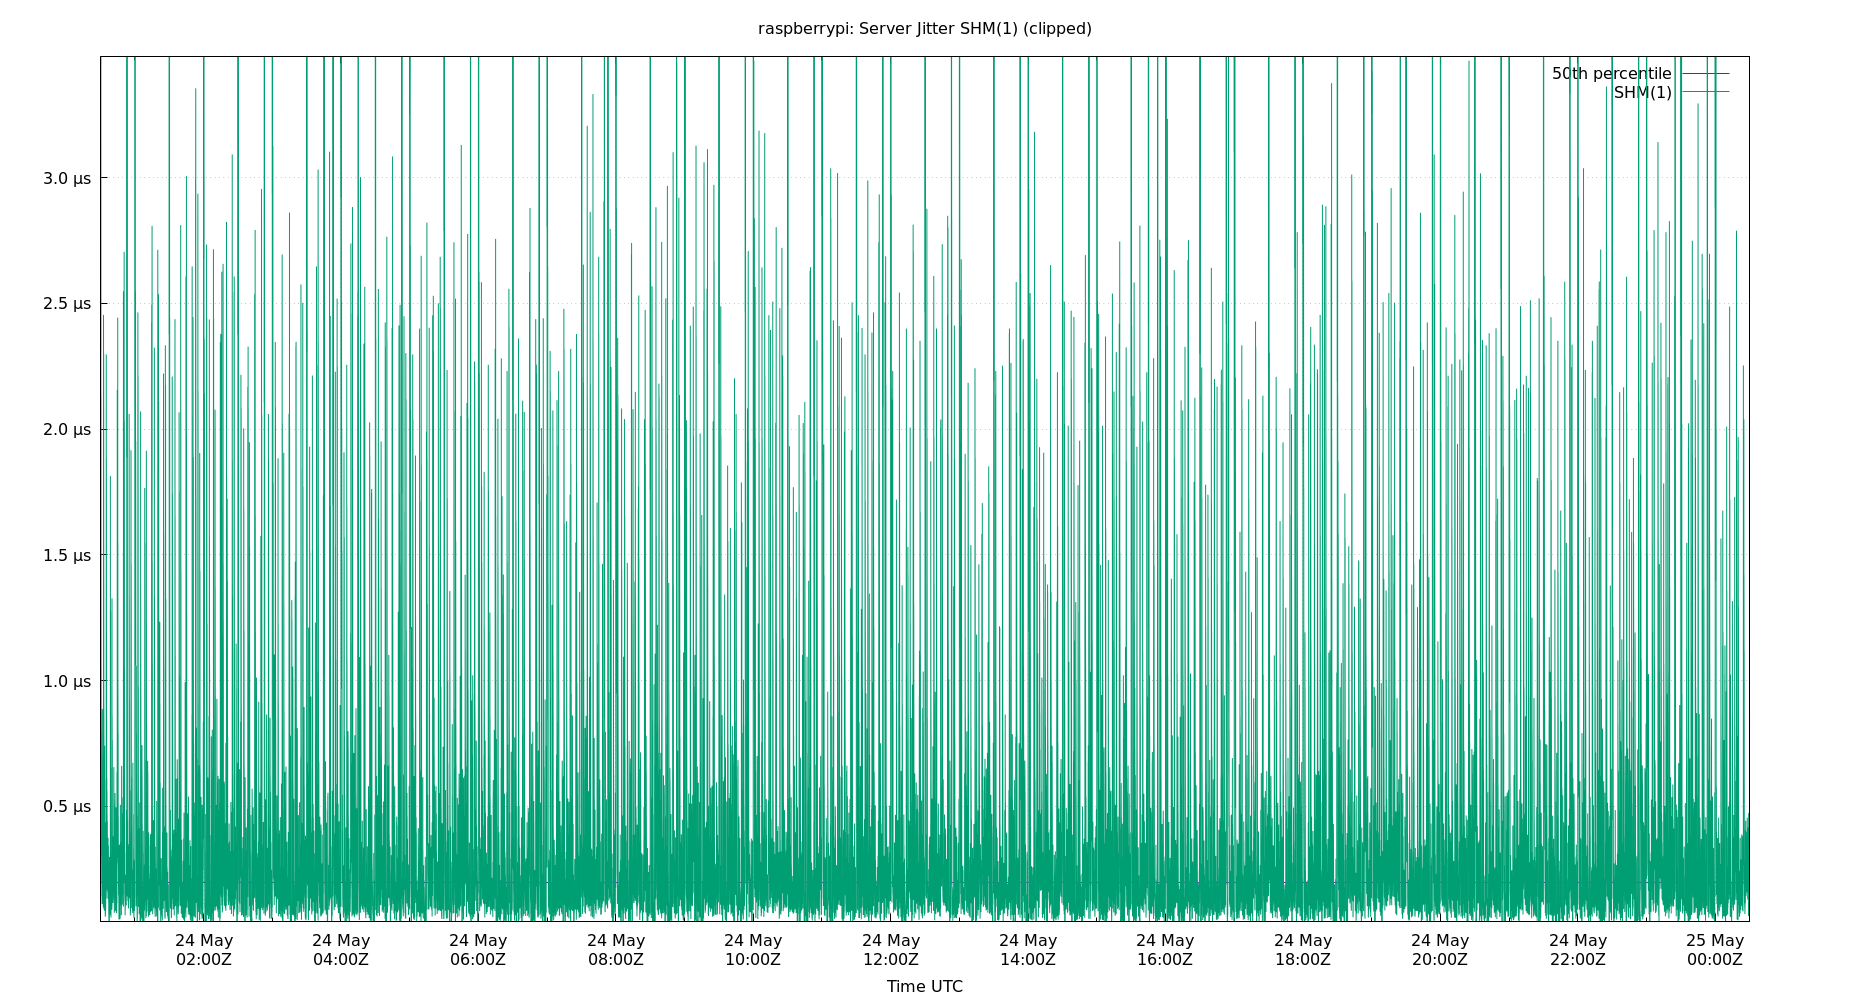 raspberrypi: Server Jitter SHM(1) (clipped)
50th percentile
SHM(1)
3.0 µs
2.5 µs
2.0 µs
1.5 µs
1.0 µs
0.5 µs
24 May 24 May 24 May 24 May 24 May 24 May 24 May 24 May 24 May 24 May 24 May 25 May
02:00Z 04:00Z 06:00Z 08:00Z 10:00Z 12:00Z 14:00Z 16:00Z 18:00Z 20:00Z 22:00Z 00:00Z
Time UTC